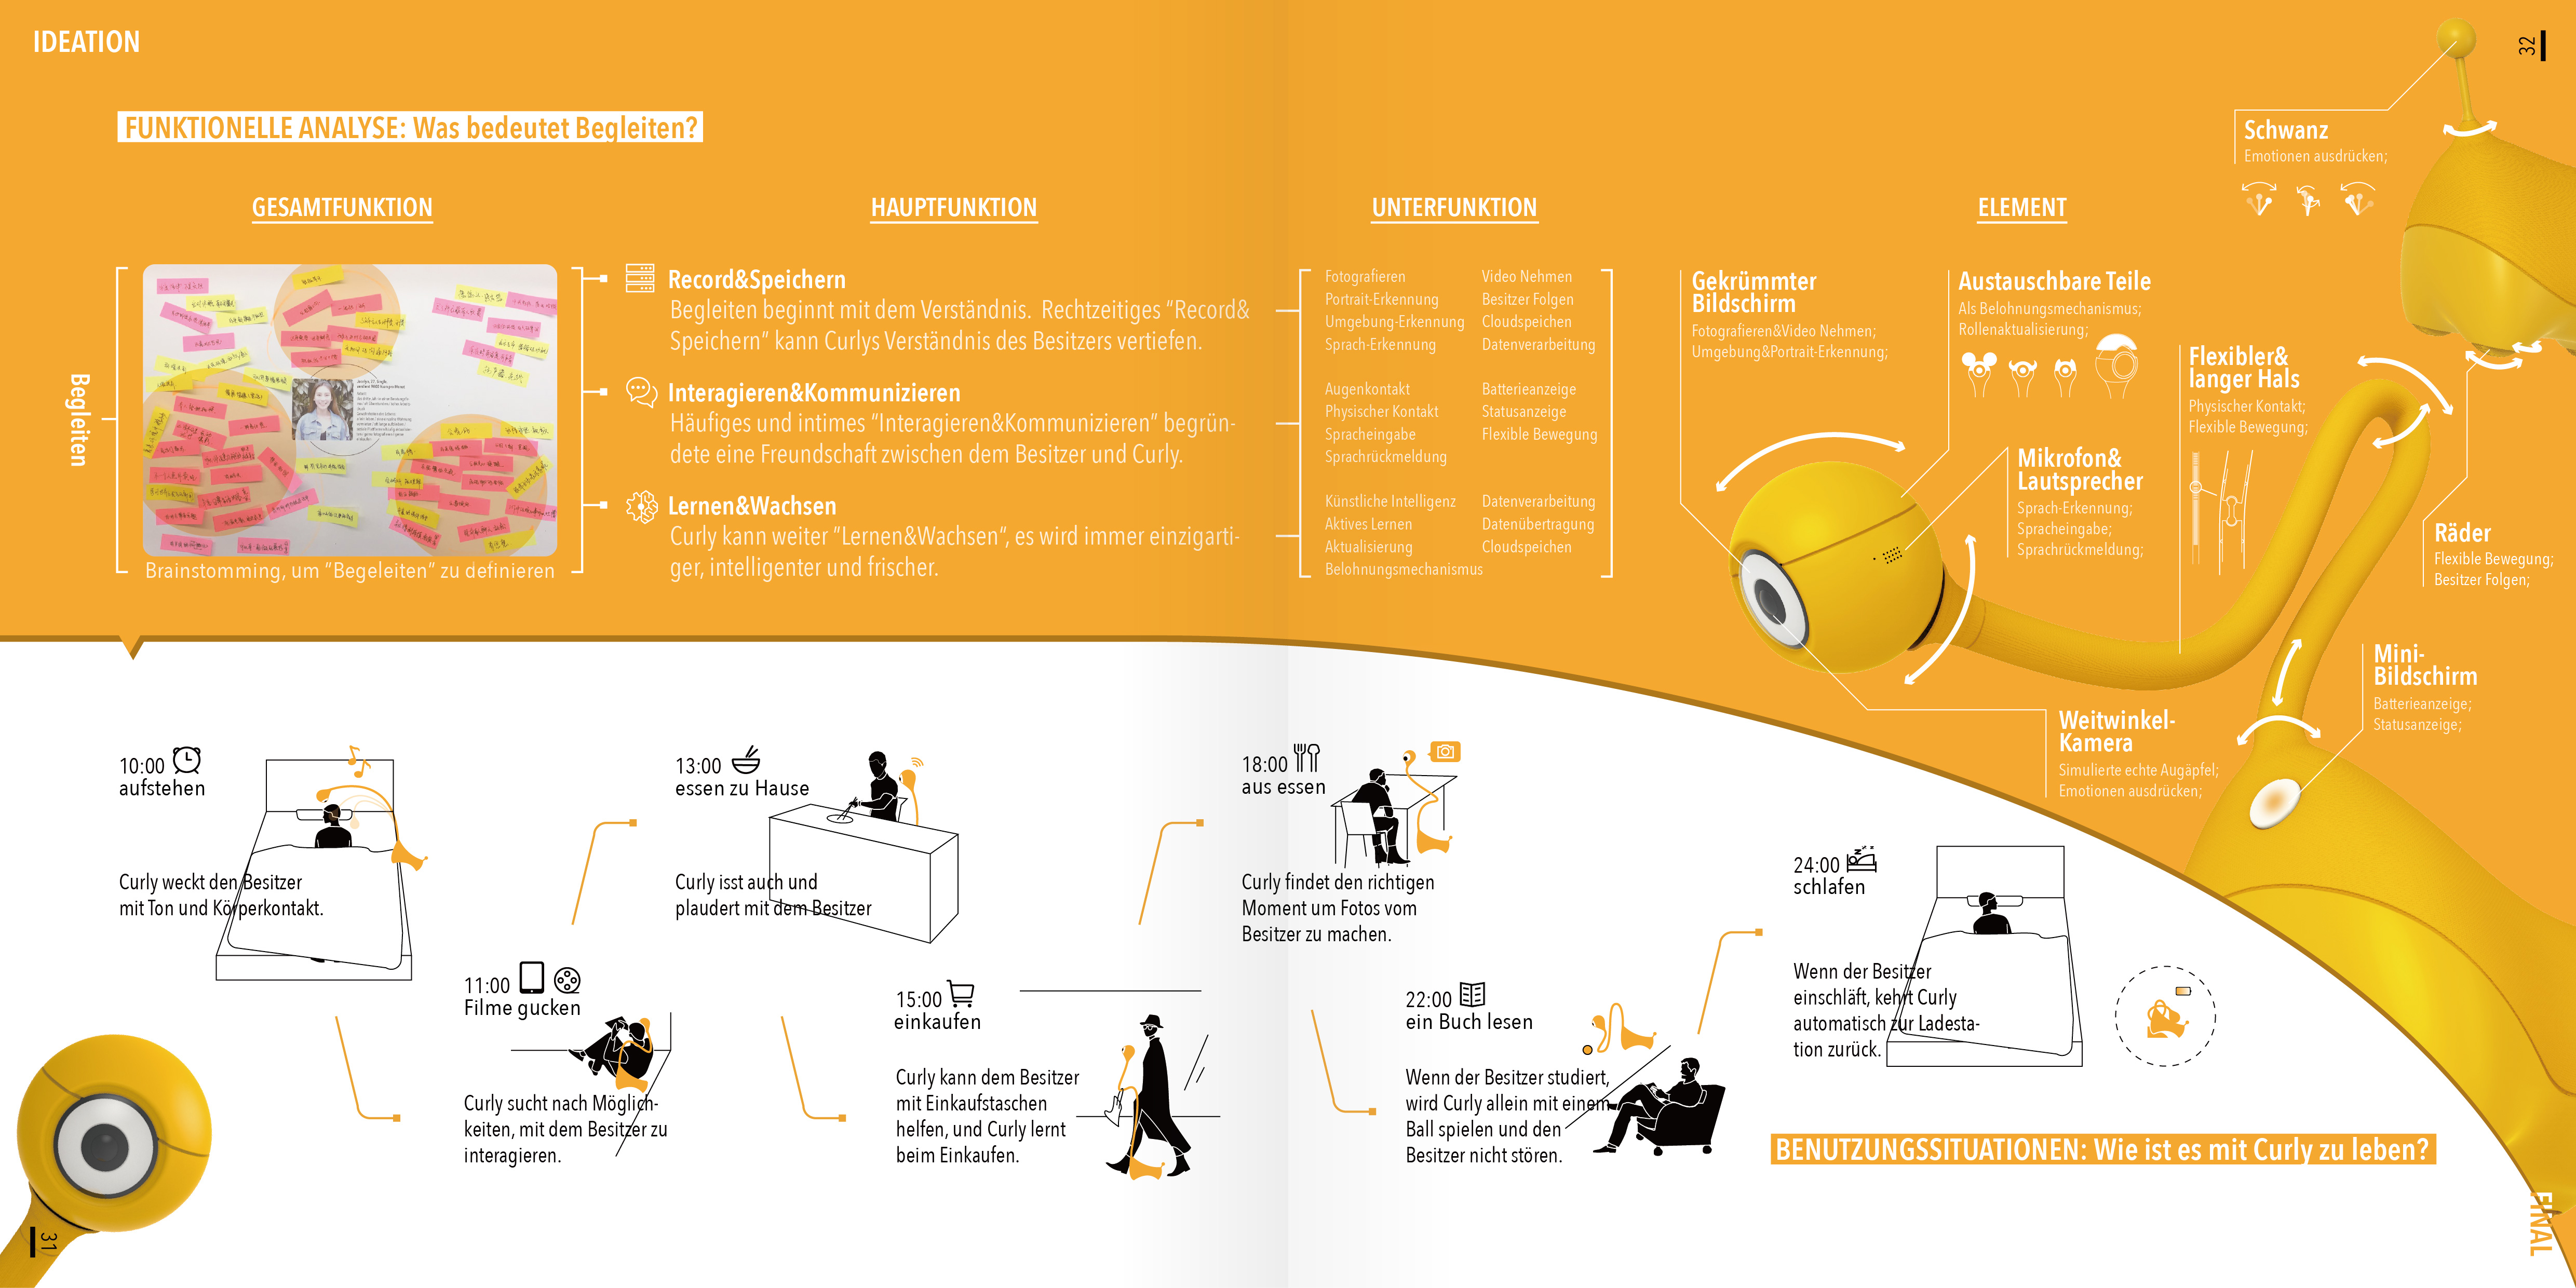 IDEATION
32
FUNKTIONELLE ANALYSE: Was bedeutet Begleiten?
GESAMTFUNKTION
HAUPTFUNKTION
UNTERFUNKTION
ELEMENT
Begleiten
Brainstomming, um “Begeleiten” zu definieren
Record&Speichern
Begleiten beginnt mit dem Verständnis. Rechtzeitiges “Record&
Speichern” kann Curlys Verständnis des Besitzers vertiefen.
Interagieren&Kommunizieren
Häufiges und intimes “Interagieren&Kommunizieren“ begrün-
dete eine Freundschaft zwischen dem Besitzer und Curly.
Lernen&Wachsen
Curly kann weiter “Lernen&Wachsen“, es wird immer einzigarti-
ger, intelligenter und frischer.
Fotografieren
Portrait-Erkennung
Umgebung-Erkennung
Sprach-Erkennung
Video Nehmen
Besitzer Folgen
Cloudspeichen
Datenverarbeitung
Augenkontakt
Physischer Kontakt
Spracheingabe
Sprachrückmeldung
Batterieanzeige
Statusanzeige
Flexible Bewegung
Künstliche Intelligenz
Aktives Lernen
Aktualisierung
Belohnungsmechanismus
Datenverarbeitung
Datenübertragung
Cloudspeichen
Gekrümmter
Bildschirm
Fotografieren&Video Nehmen;
Umgebung&Portrait-Erkennung;
Austauschbare Teile
Als Belohnungsmechanismus;
Rollenaktualisierung;
Mikrofon&
Lautsprecher
Sprach-Erkennung;
Spracheingabe;
Sprachrückmeldung;
Flexibler&
langer Hals
Physischer Kontakt;
Flexible Bewegung;
Schwanz
Emotionen ausdrücken;
Räder
Flexible Bewegung;
Besitzer Folgen;
Mini-
Bildschirm
Batterieanzeige;
Statusanzeige;
Weitwinkel-
Kamera
Simulierte echte Augäpfel;
Emotionen ausdrücken;
10:00
aufstehen
Curly weckt den Besitzer
mit Ton und Körperkontakt.
11:00
Filme gucken
Curly sucht nach Möglich-
keiten, mit dem Besitzer zu
interagieren.
13:00
essen zu Hause
Curly isst auch und
plaudert mit dem Besitzer
15:00
einkaufen
Curly kann dem Besitzer
mit Einkaufstaschen
helfen, und Curly lernt
beim Einkaufen.
18:00
aus essen
Curly findet den richtigen
Moment um Fotos vom
Besitzer zu machen.
22:00
ein Buch lesen
Wenn der Besitzer studiert,
wird Curly allein mit einem
Ball spielen und den
Besitzer nicht stören.
24:00
schlafen
Wenn der Besitzer
einschläft, kehrt Curly
automatisch zur Ladesta-
tion zurück.
BENUTZUNGSSITUATIONEN: Wie ist es mit Curly zu leben?
31
FINAL